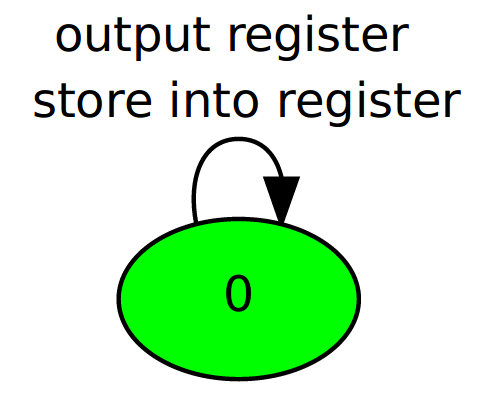 output register
store into register
0